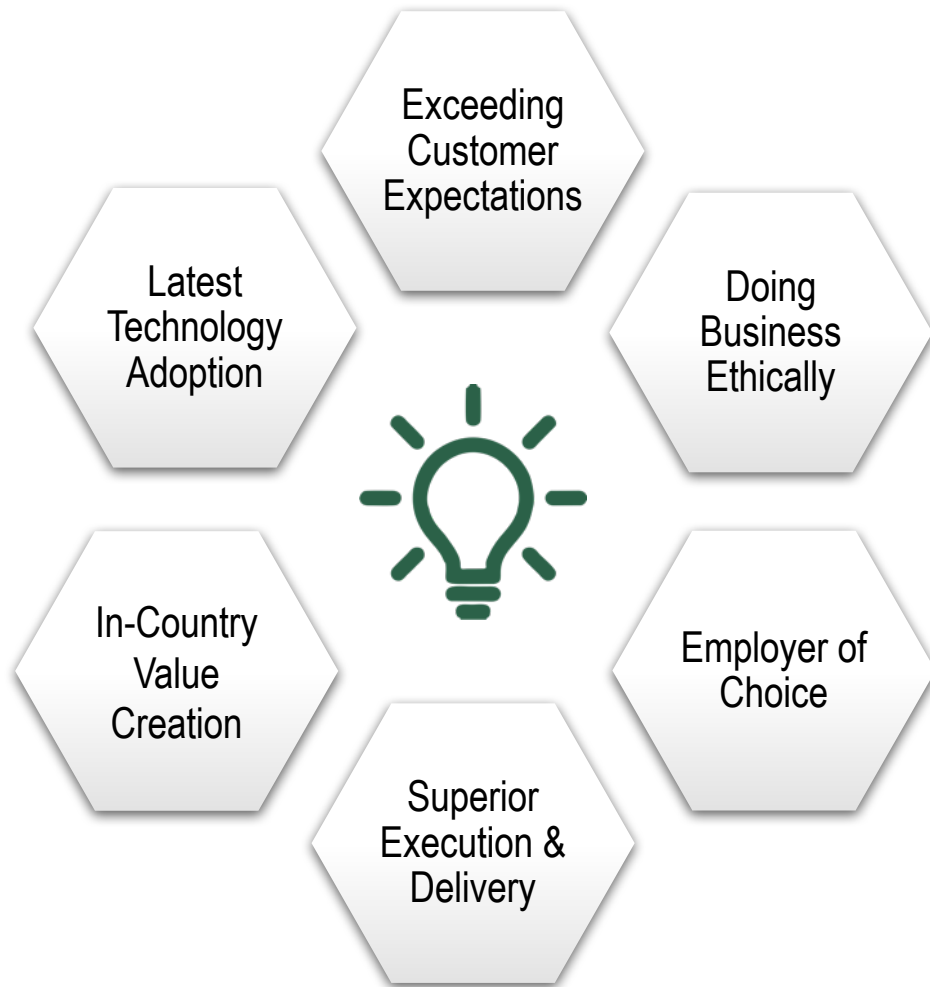 Exceeding
Customer
Expectations
Latest
Technology
Adoption
Doing
Business
Ethically
In-Country
Value
Creation
Employer of
Choice
Superior
Execution &
Delivery